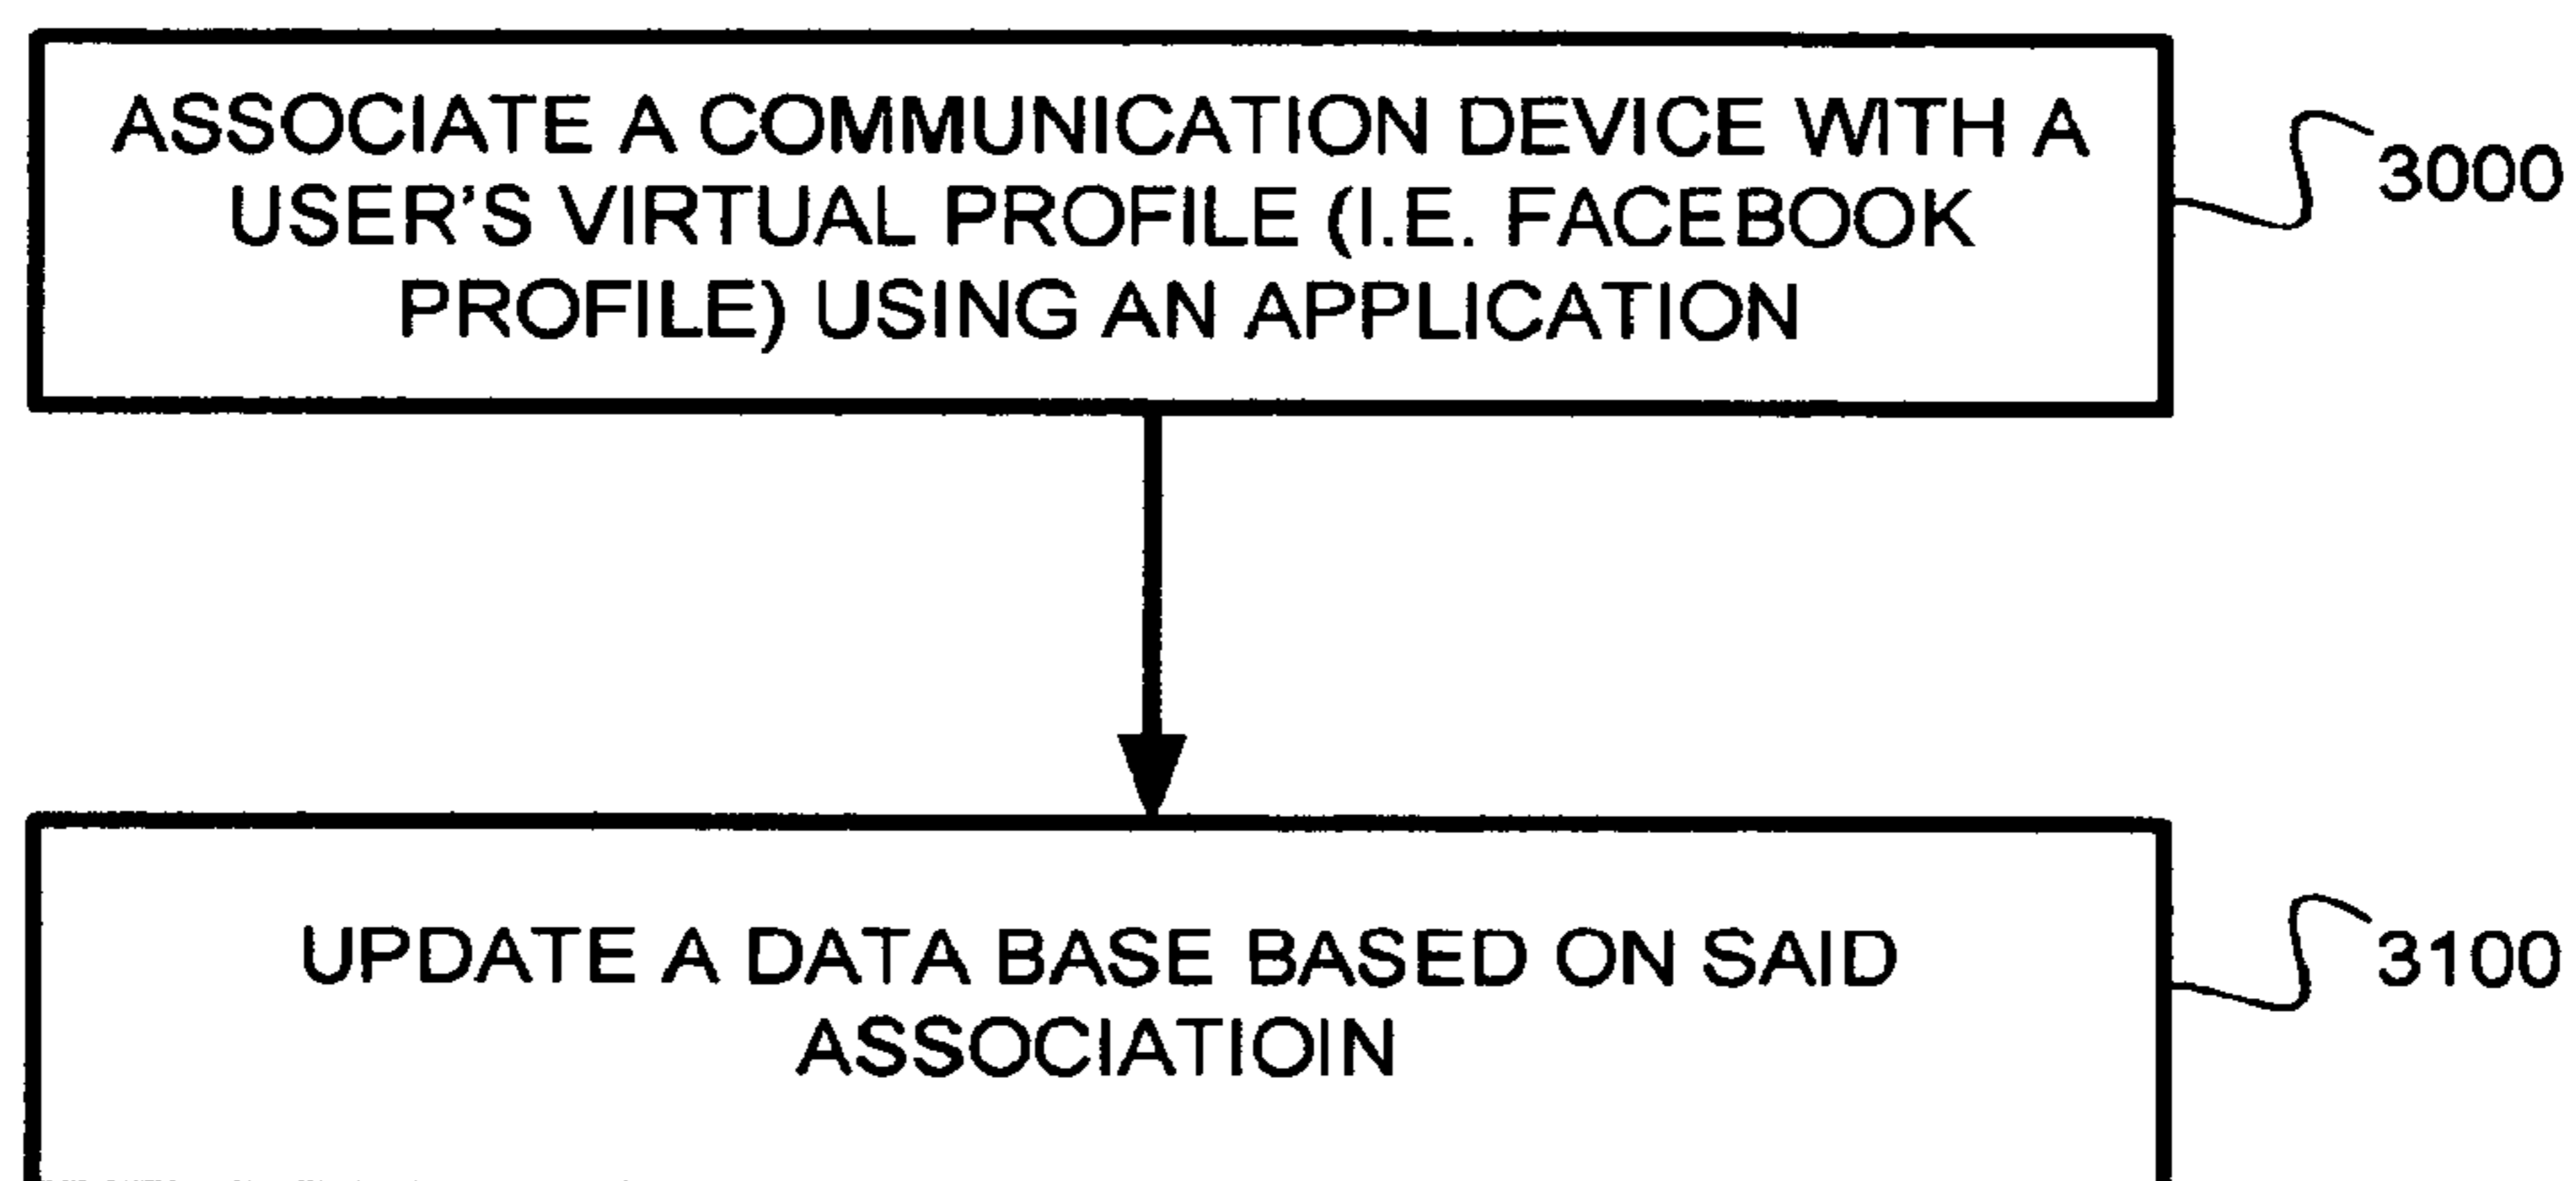 ASSOCIATE A COMMUNICATION DEVICE WITH A
USER'S VIRTUAL PROFILE (I.E. FACEBOOK
PROFILE) USING AN APPLICATION
3000
UPDATE A DATA BASE BASED ON SAID
ASSOCIATIOIN
3100